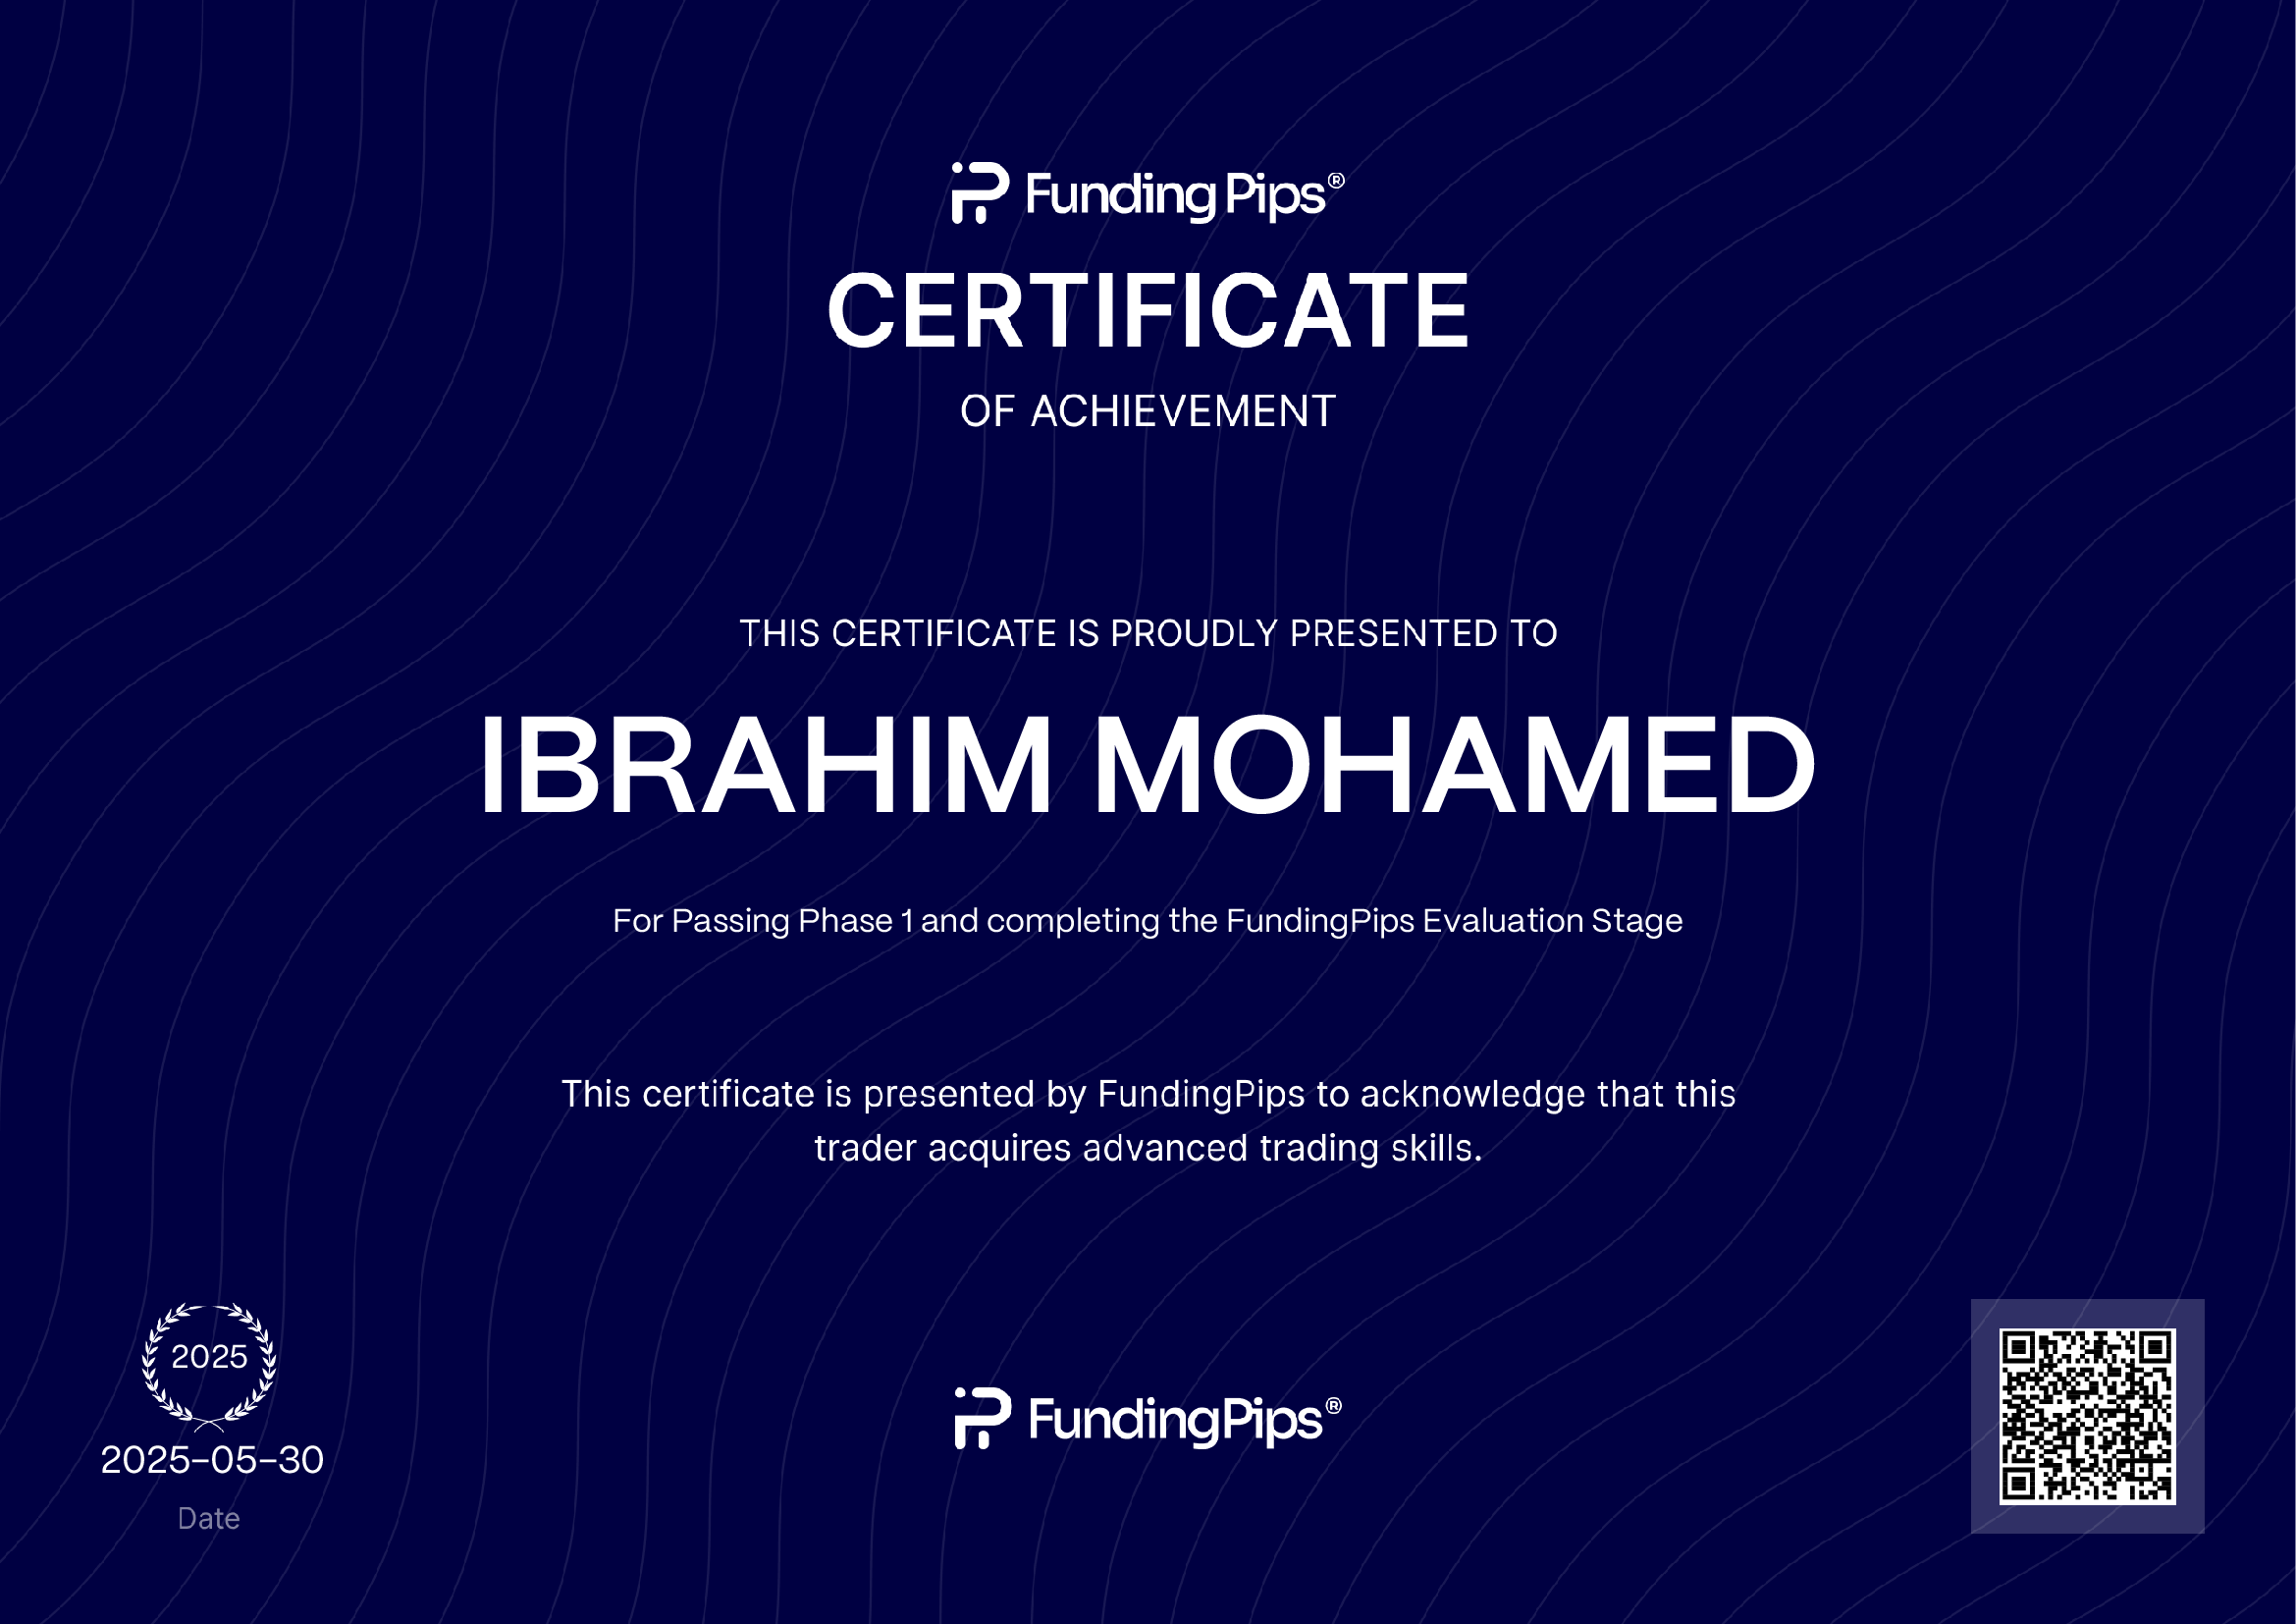 Funding Pips®
CERTIFICATE
OF ACHIEVEMENT
THIS CERTIFICATE IS PROUDLY PRESENTED TO
IBRAHIM MOHAMED
For Passing Phase 1 and completing the FundingPips Evaluation Stage
This certificate is presented by FundingPips to acknowledge that this
trader acquires advanced trading skills.
2025
2025-05-30
Date
FundingPips®